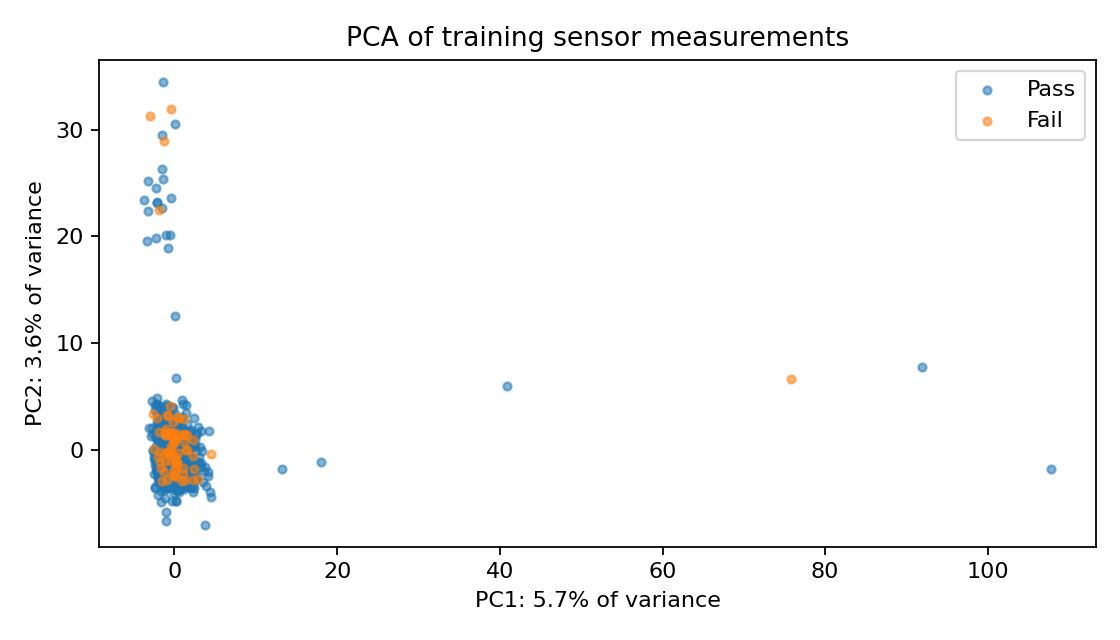 PCA of training sensor measurements
Pass
Fail
PC2: 3.6% of variance
30
20
10
0
0
20
40
60
80
100
PC1: 5.7% of variance